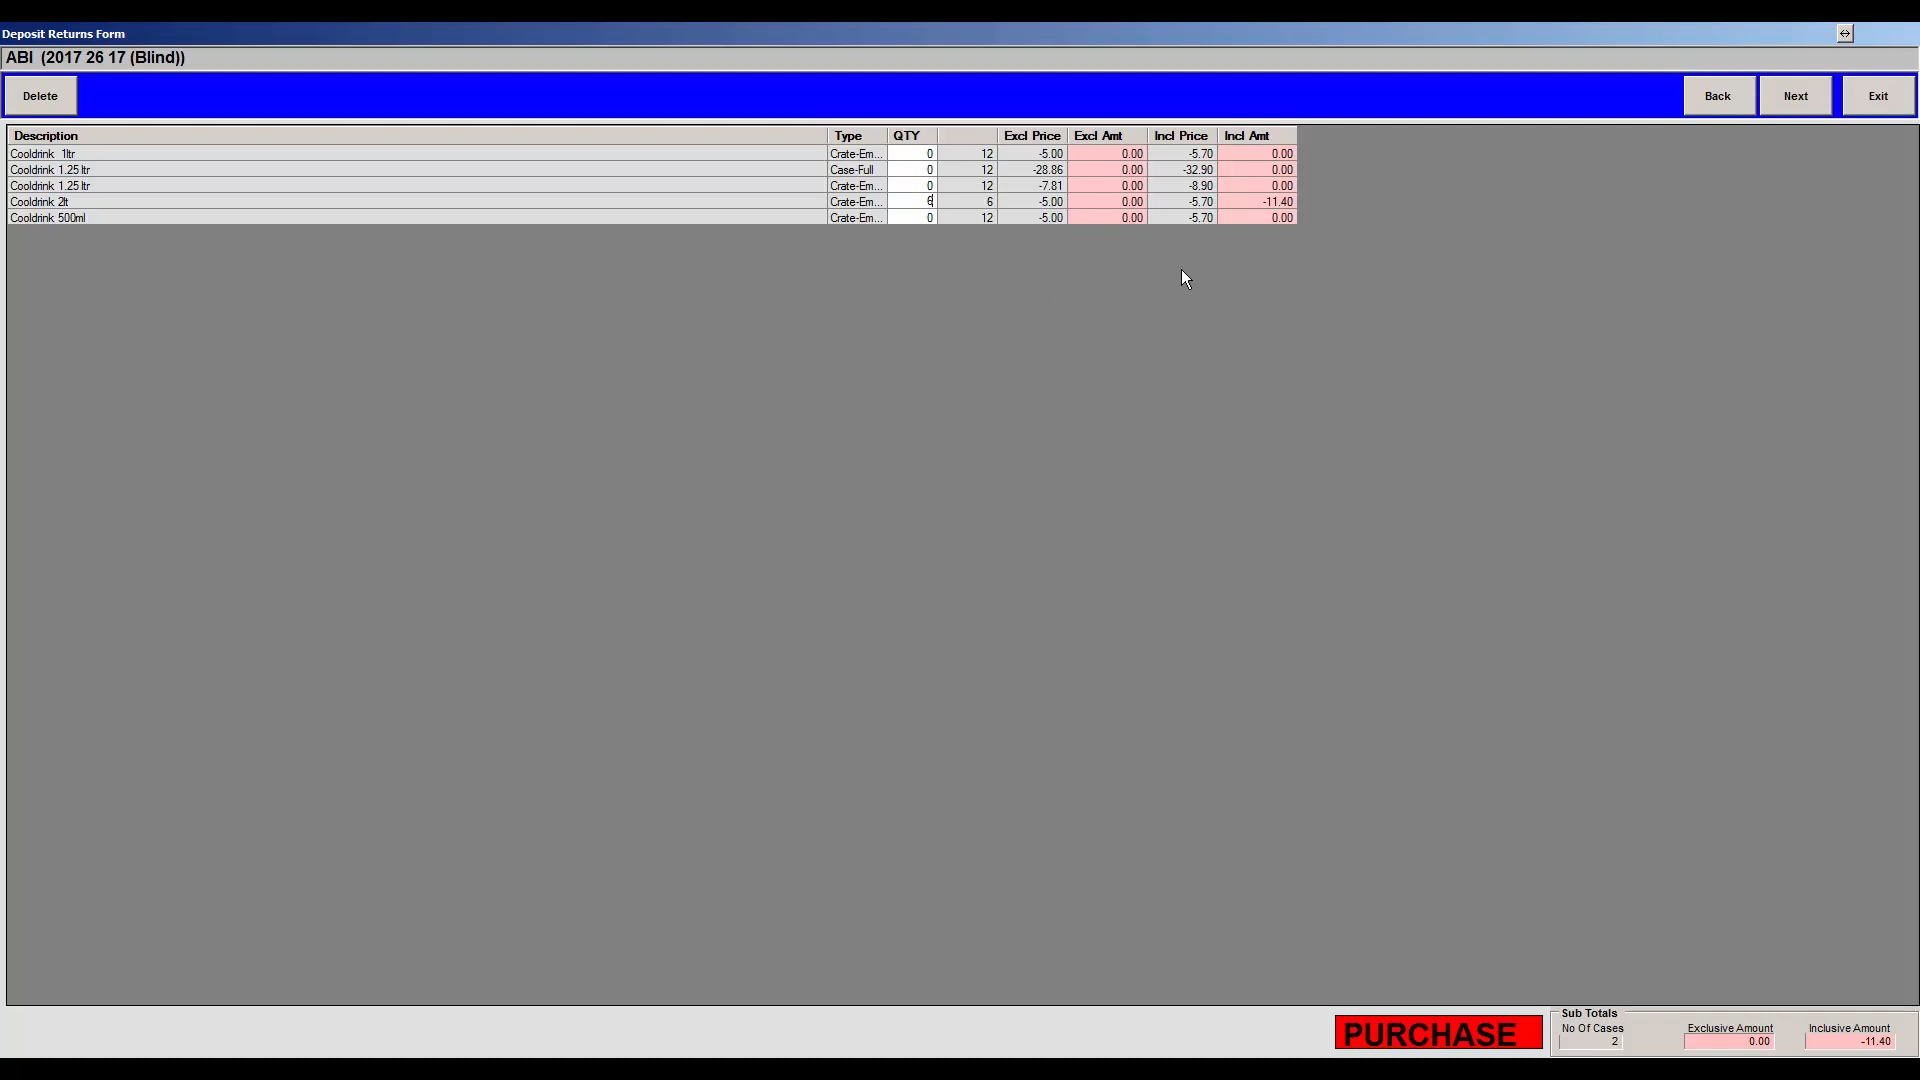 Deposit Returns Form
ABI (2017 26 17 (Blind))
Delete Back Next Exit
Description Type QTY Excl Price Excl Amt Incl Price Incl Amt
Cooldrink 1ltr Crate-Em... 0 12 -5.00 0.00 -5.70 0.00
Cooldrink 1.25 ltr Case-Full 0 12 -28.86 0.00 -32.90 0.00
Cooldrink 1.25 ltr Crate-Em... 0 12 -7.81 0.00 -8.90 0.00
Cooldrink 2lt Crate-Em... 6 6 -5.00 0.00 -5.70 -11.40
Cooldrink 500ml Crate-Em... 0 12 -5.00 0.00 -5.70 0.00
PURCHASE
Sub Totals
No Of Cases Exclusive Amount Inclusive Amount
2 0.00 -11.40